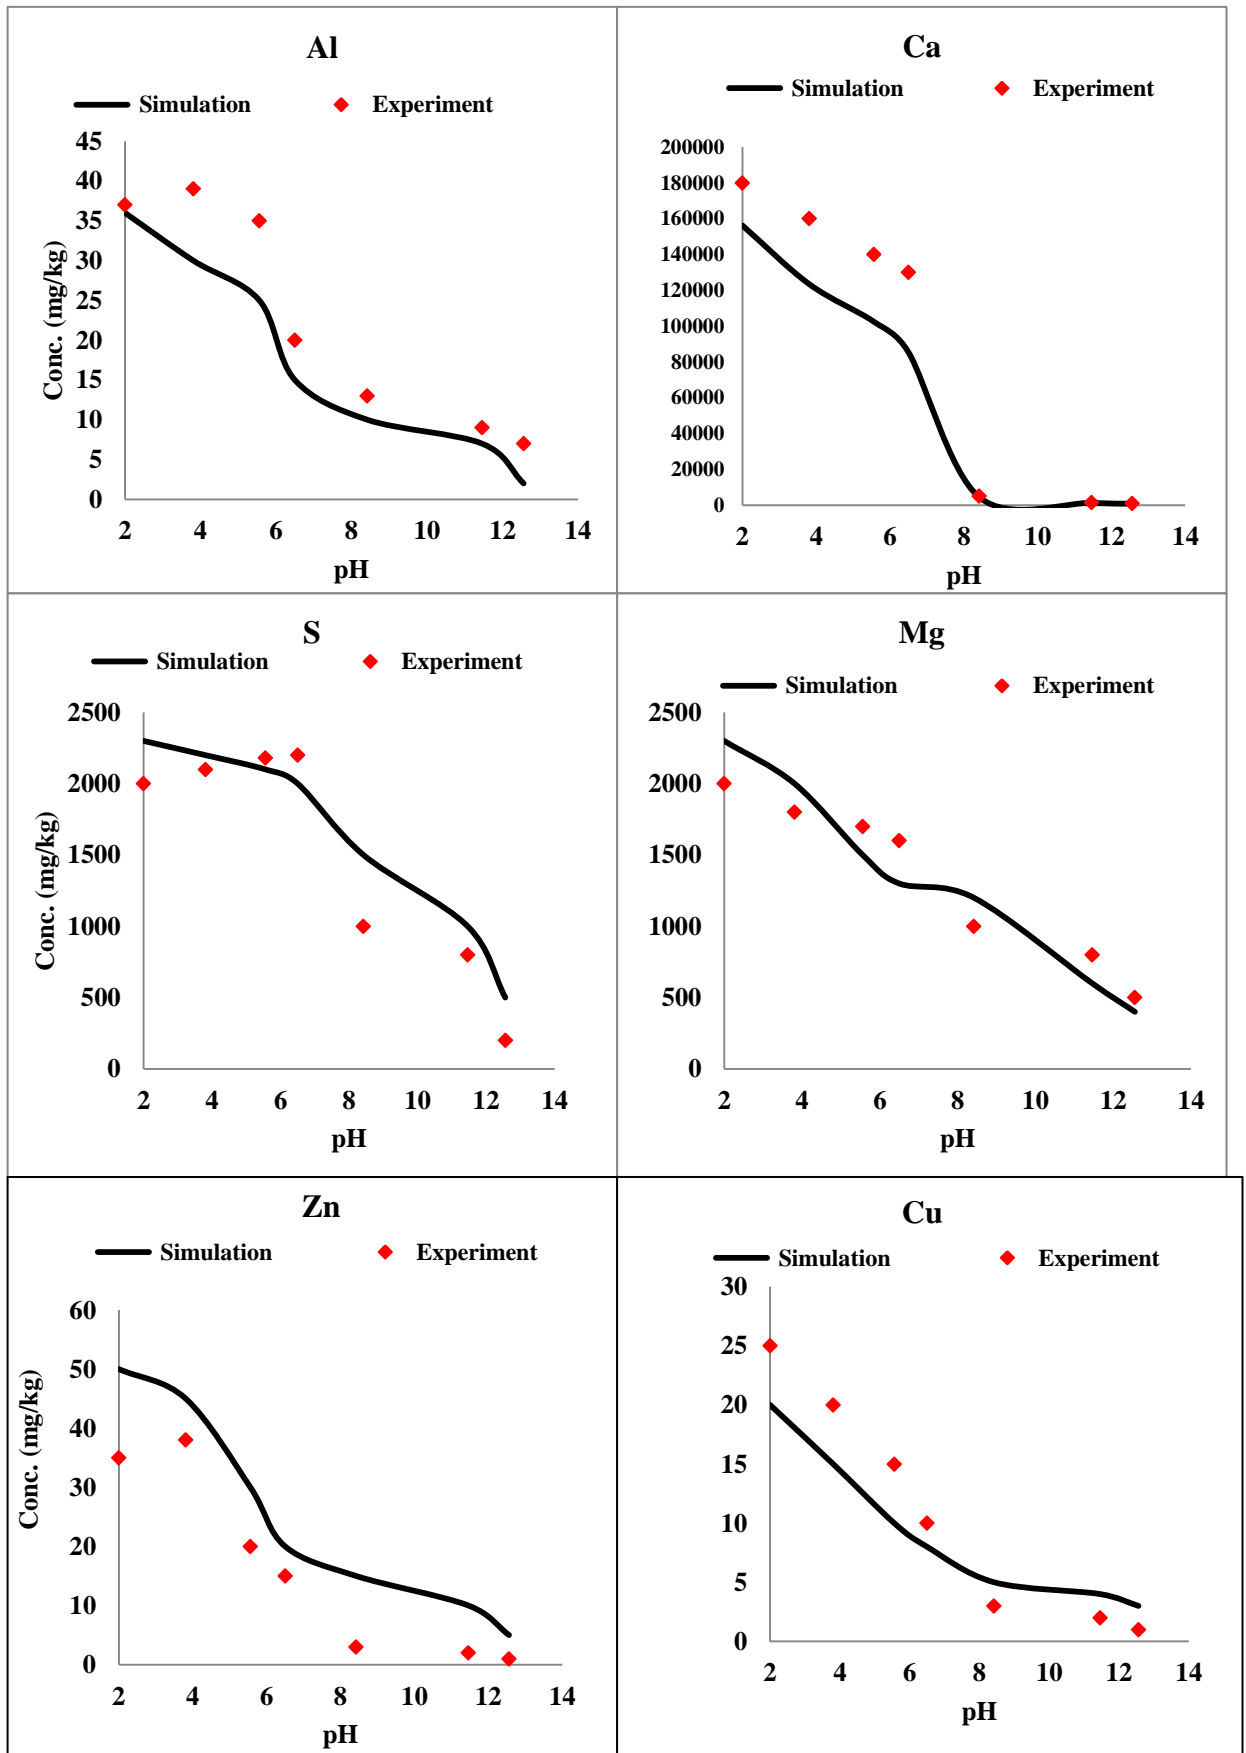 Al
Simulation Experiment
45
40
35
30
25
20
15
10
5
0
Conc. (mg/kg)
2 4 6 8 10 12 14
pH
Ca
Simulation Experiment
200000
180000
160000
140000
120000
100000
80000
60000
40000
20000
0
2 4 6 8 10 12 14
pH
S
Simulation Experiment
2500
2000
1500
1000
500
0
Conc. (mg/kg)
2 4 6 8 10 12 14
pH
Mg
Simulation Experiment
2500
2000
1500
1000
500
0
2 4 6 8 10 12 14
pH
Zn
Simulation Experiment
60
50
40
30
20
10
0
Conc. (mg/kg)
2 4 6 8 10 12 14
pH
Cu
Simulation Experiment
30
25
20
15
10
5
0
2 4 6 8 10 12 14
pH